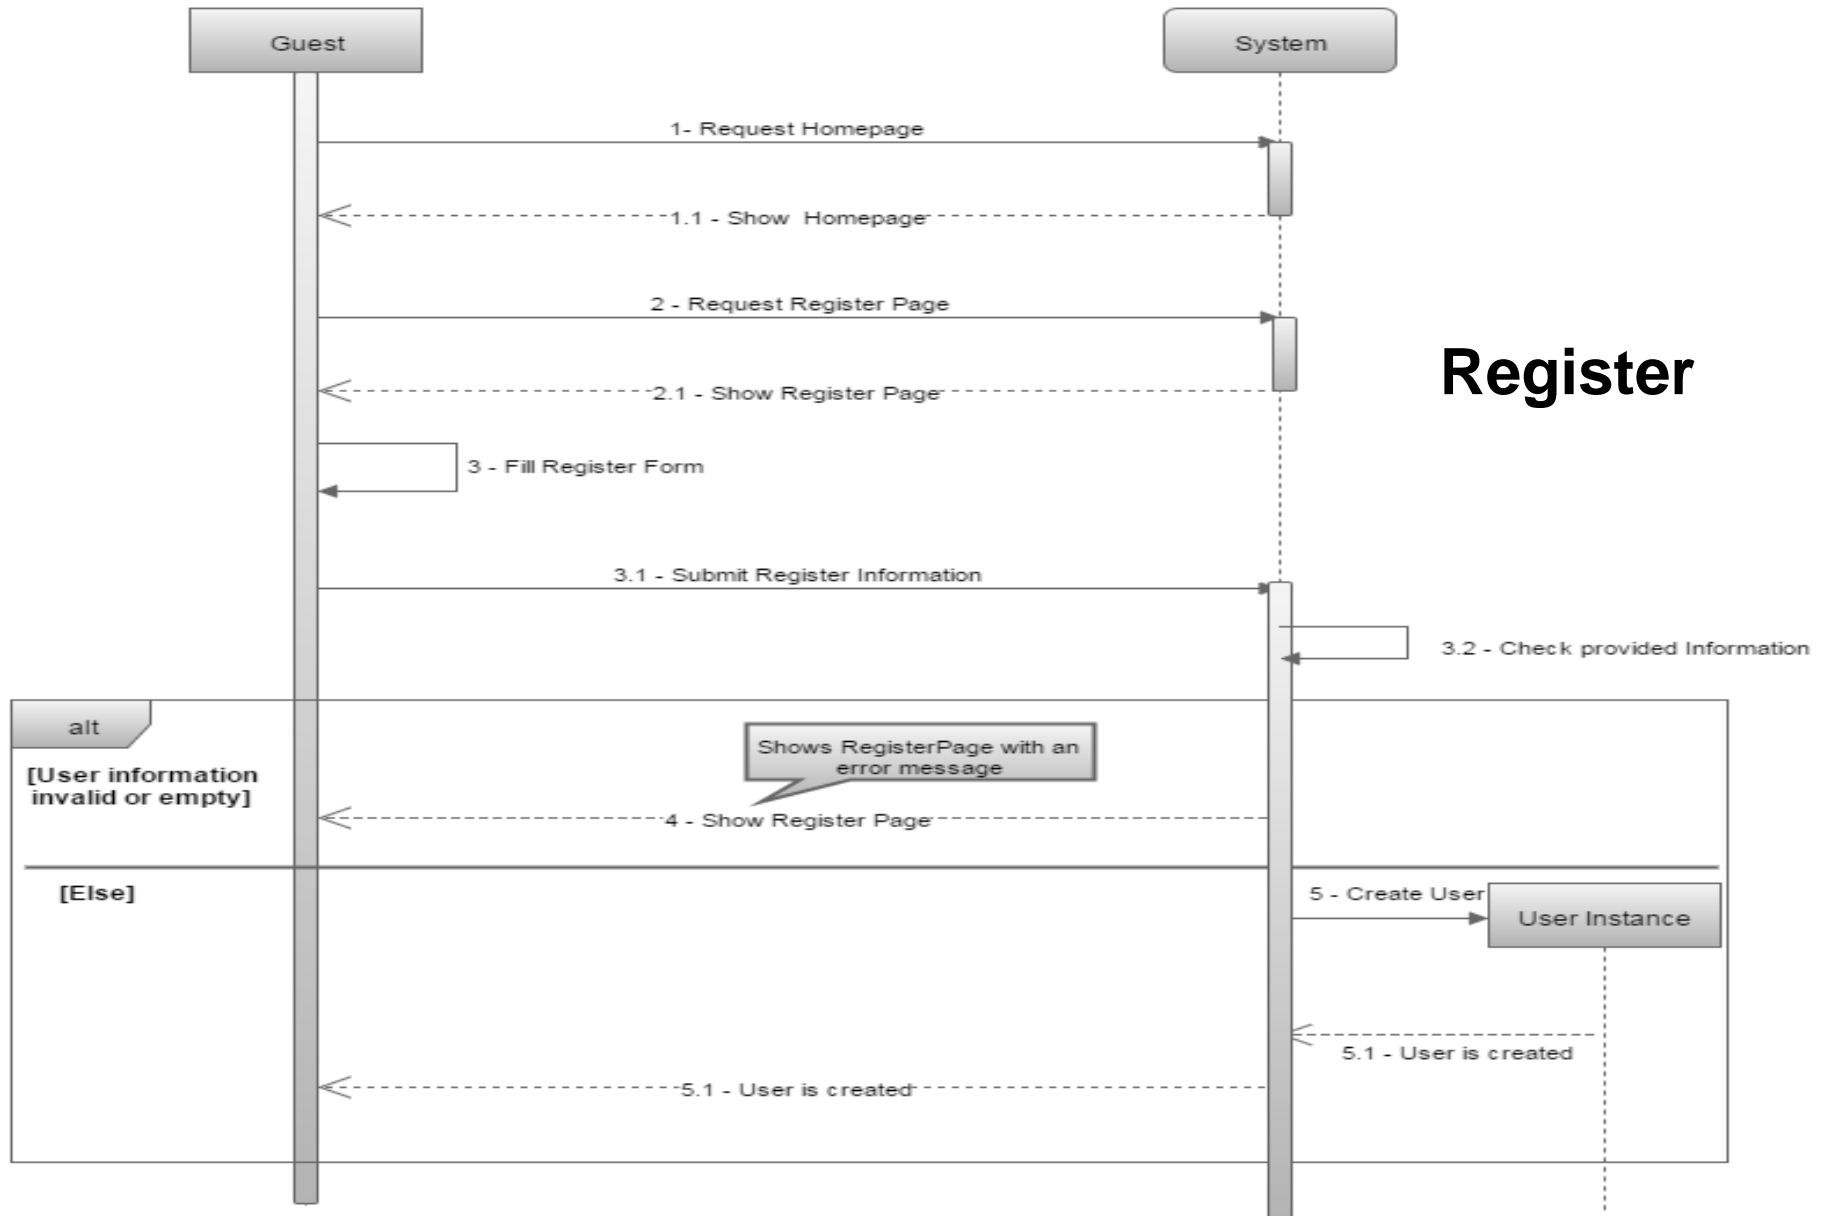 Guest
System
1- Request Homepage
1.1 - Show Homepage
2 - Request Register Page
Register
2.1 - Show Register Page
3 - Fill Register Form
3.1 - Submit Register Information
3.2 - Check provided Information
alt
Shows RegisterPage with an
error message
[User information
invalid or empty]
4 - Show Register Page
[Else]
5 - Create User
User Instance
5.1 - User is created
5.1 - User is created